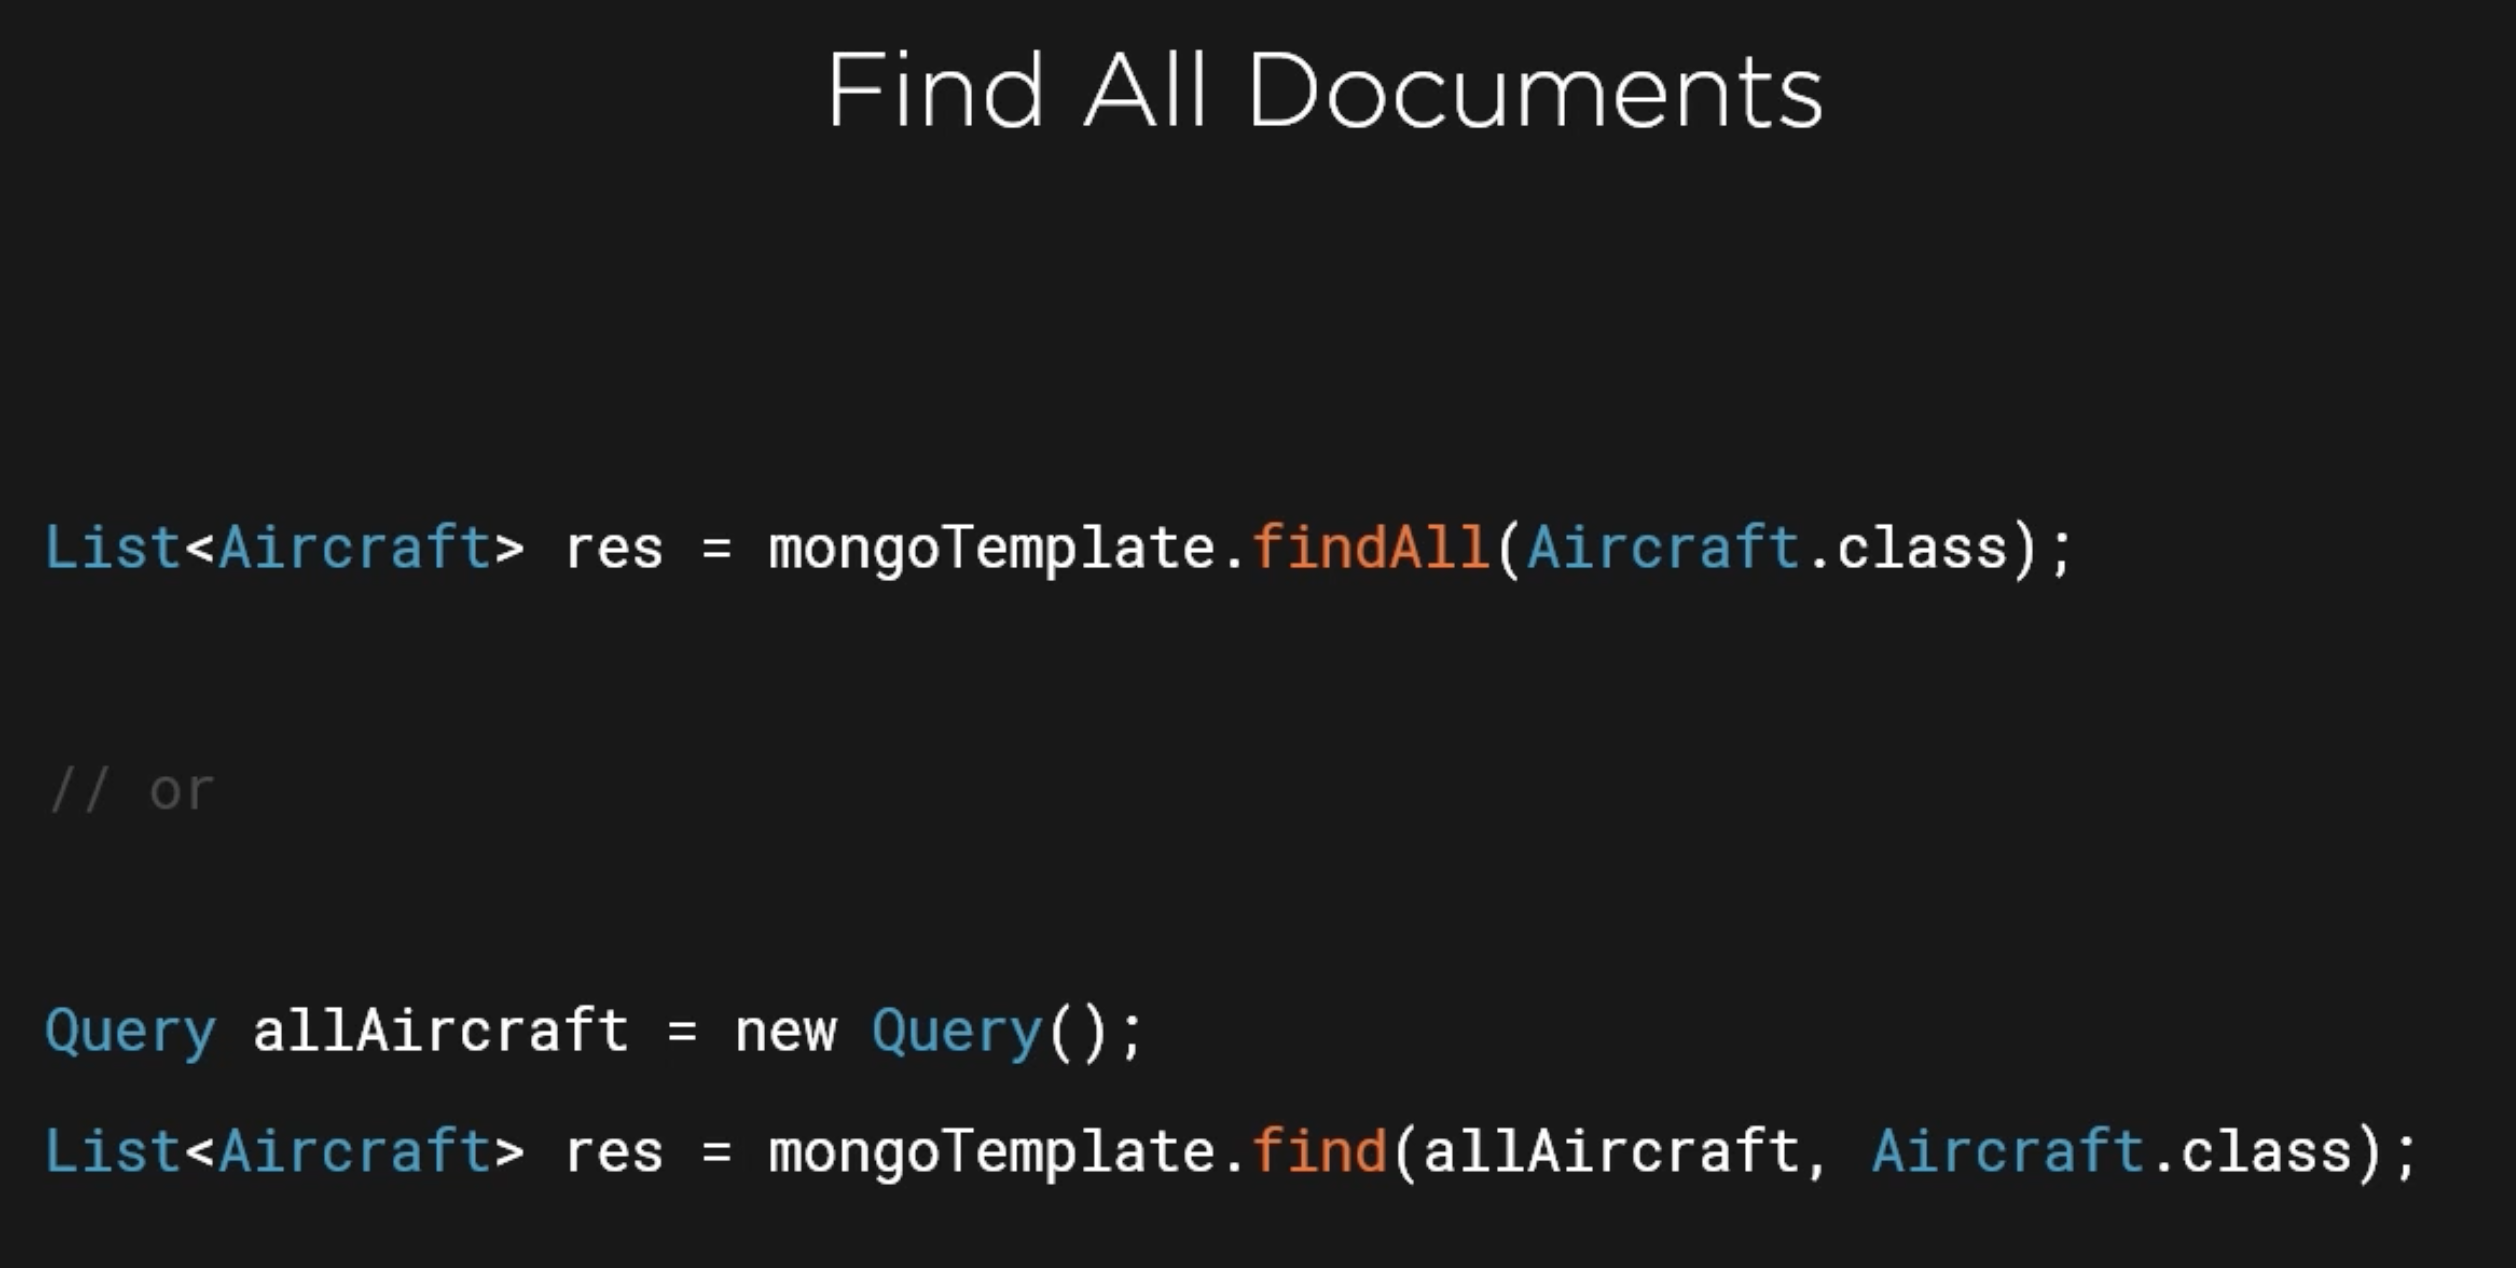 Find All Documents
List<Aircraft> res = mongoTemplate.findAll(Aircraft.class);
// or
Query allAircraft = new Query();
List<Aircraft> res = mongoTemplate.find(allAircraft, Aircraft.class);